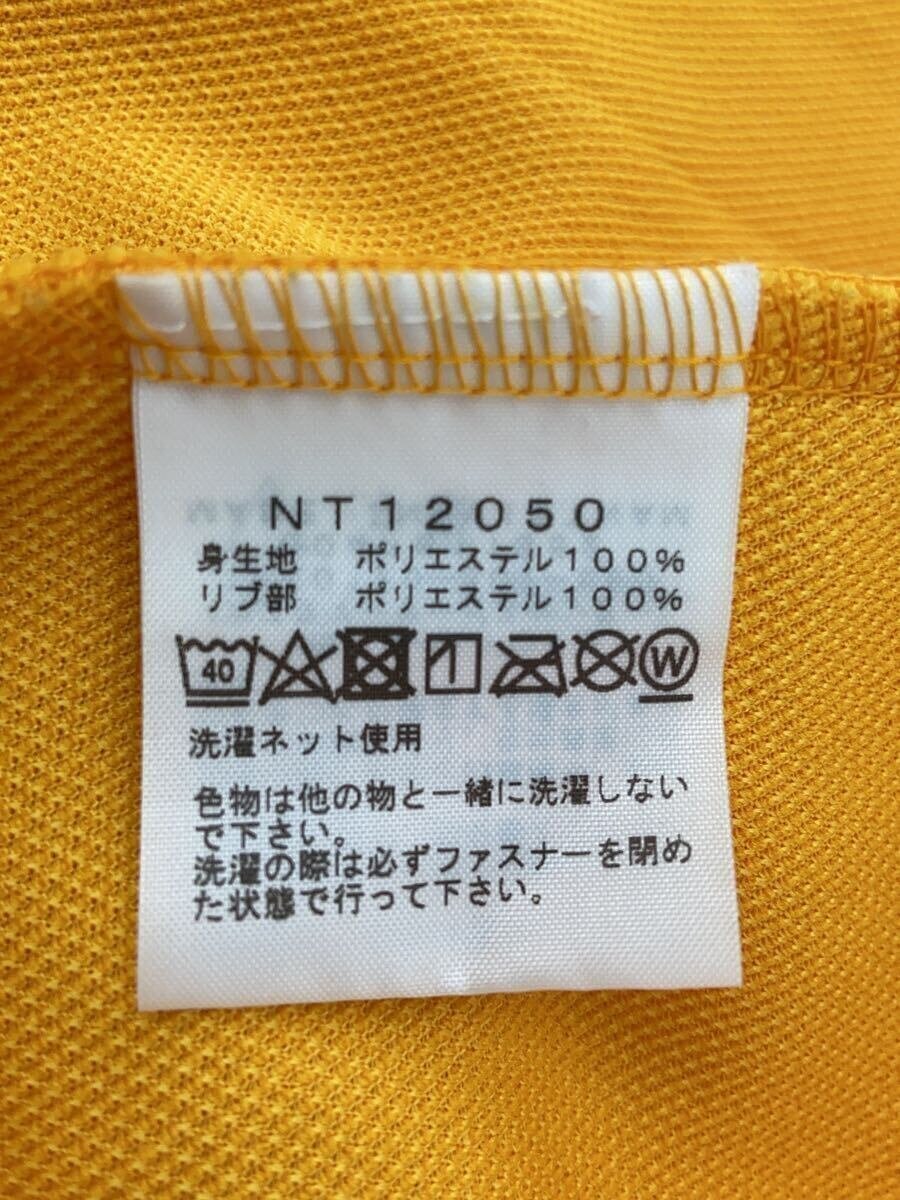 NT12050
身生地 ポリエステル100%
リブ部 ポリエステル100%
40 W
洗濯ネット使用
色物は他の物と一緒に洗濯しない
で下さい。
洗濯の際は必ずファスナーを閉め
た状態で行って下さい。